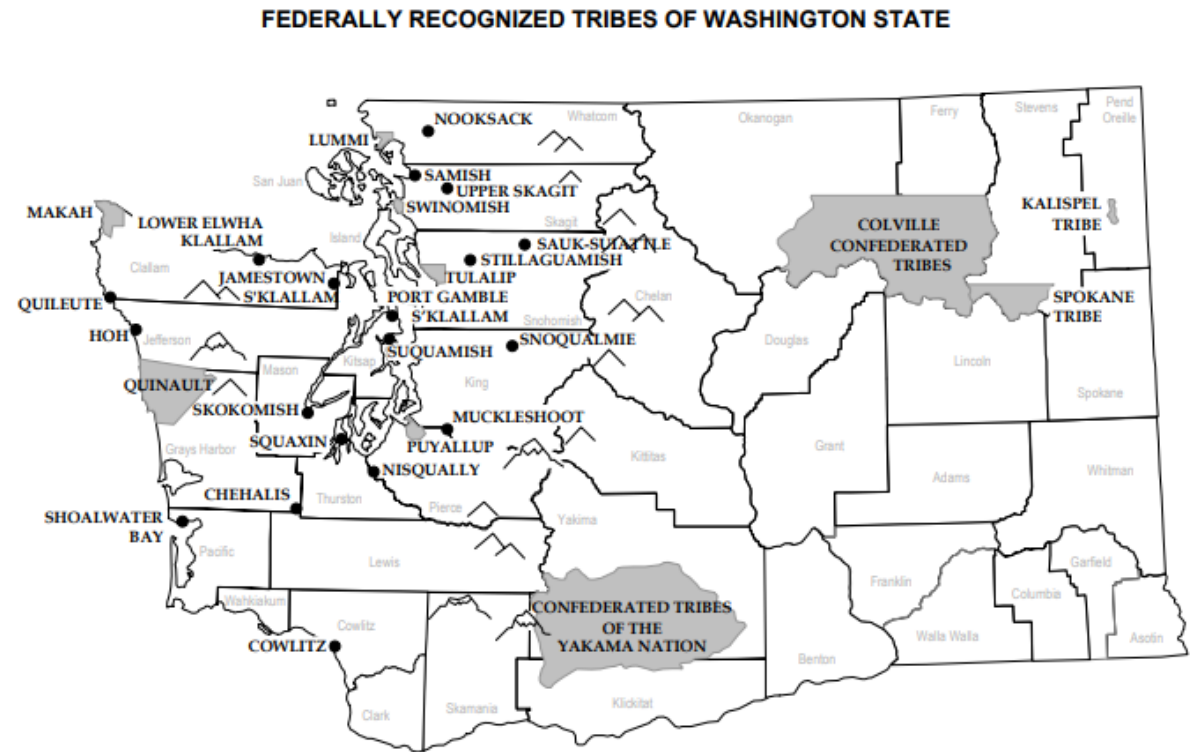 FEDERALLY RECOGNIZED TRIBES OF WASHINGTON STATE
NOOKSACK
Whatcom
Okanogan
Ferry
Stevens
Pend
Oreille
LUMMI
San Juan
SAMISH
UPPER SKAGIT
SWINOMISH
Skagit
MAKAH
LOWER ELWHA
KLALLAM
Island
SAUK-SUIATTLE
STILLAGUAMISH
TULALIP
COLVILLE
CONFEDERATED
TRIBES
KALISPEL
TRIBE
Clallam
JAMESTOWN
S'KLALLAM
PORT GAMBLE
S'KLALLAM
Chelan
SPOKANE
TRIBE
QUILEUTE
HOH
Jefferson
Snohomish
SNOQUALMIE
SUQUAMISH
Kitsap
Mason
Douglas
Lincoln
QUINAULT
King
Spokane
SKOKOMISH
MUCKLESHOOT
SQUAXIN
PUYALLUP
Grays Harbor
NISQUALLY
Kittitas
Grant
Adams
Whitman
CHEHALIS
Thurston
Pierce
SHOALWATER
BAY
Yakima
Pacific
Lewis
Franklin
Garfield
Columbia
Wahkiakum
CONFEDERATED TRIBES
OF THE
YAKAMA NATION
Cowlitz
COWLITZ
Walla Walla
Asotin
Benton
Clark
Skamania
Klickitat